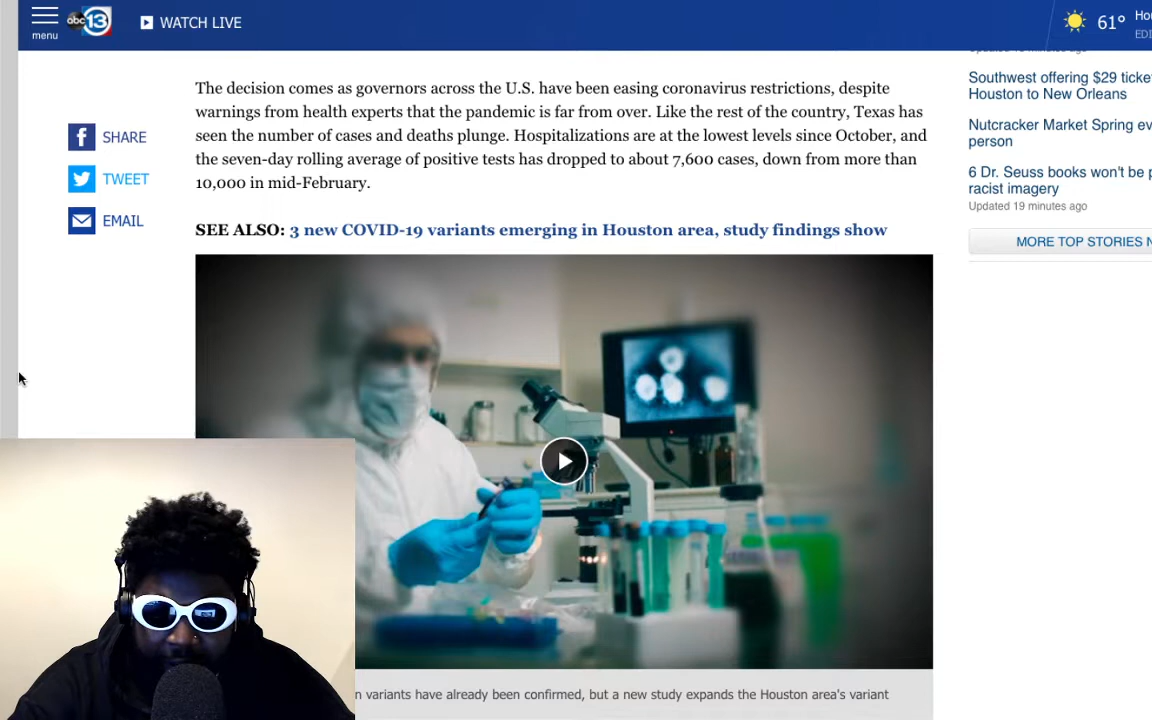 menu
abc 13
WATCH LIVE
61°
The decision comes as governors across the U.S. have been easing coronavirus restrictions, despite
warnings from health experts that the pandemic is far from over. Like the rest of the country, Texas has
seen the number of cases and deaths plunge. Hospitalizations are at the lowest levels since October, and
the seven-day rolling average of positive tests has dropped to about 7,600 cases, down from more than
10,000 in mid-February.
SHARE
TWEET
EMAIL
SEE ALSO: 3 new COVID-19 variants emerging in Houston area, study findings show
variants have already been confirmed, but a new study expands the Houston area's variant
Southwest offering $29
Houston to New Orleans
Nutcracker Market Spring
person
6 Dr. Seuss books won't be
racist imagery
Updated 19 minutes ago
MORE TOP STORIES